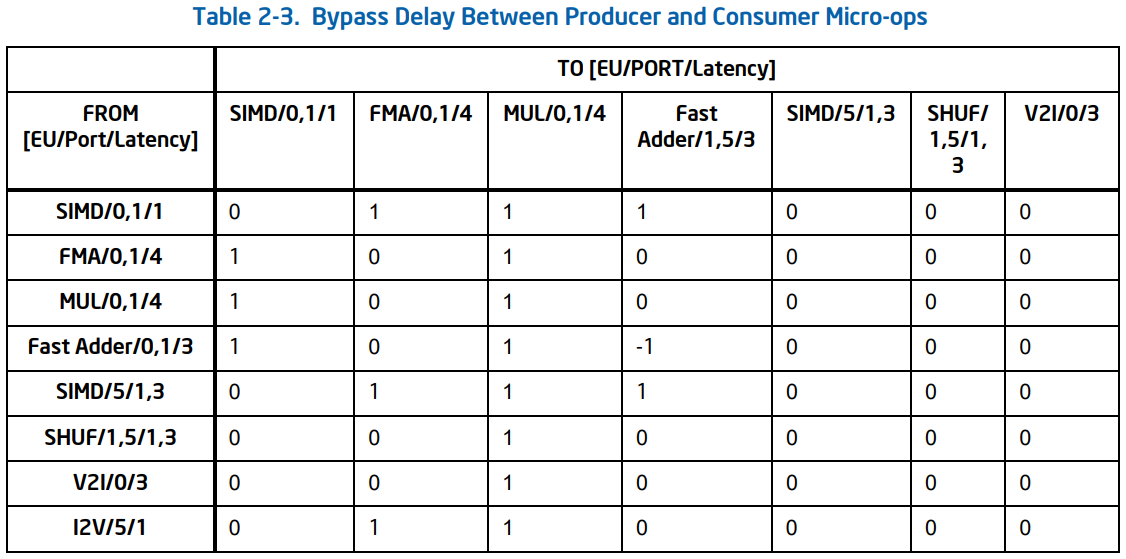 Table 2-3. Bypass Delay Between Producer and Consumer Micro-ops
TO [EU/PORT/Latency]
FROM
[EU/Port/Latency]
SIMD/0,1/1
FMA/0,1/4
MUL/0,1/4
Fast
Adder/1,5/3
SIMD/5/1,3
SHUF/
1,5/1,
3
V2I/0/3
SIMD/0,1/1 0 1 1 1 0 0 0
FMA/0,1/4 1 0 1 0 0 0 0
MUL/0,1/4 1 0 1 0 0 0 0
Fast Adder/0,1/3 1 0 1 -1 0 0 0
SIMD/5/1,3 0 1 1 1 0 0 0
SHUF/1,5/1,3 0 0 1 0 0 0 0
V2I/0/3 0 0 1 0 0 0 0
I2V/5/1 0 1 1 0 0 0 0